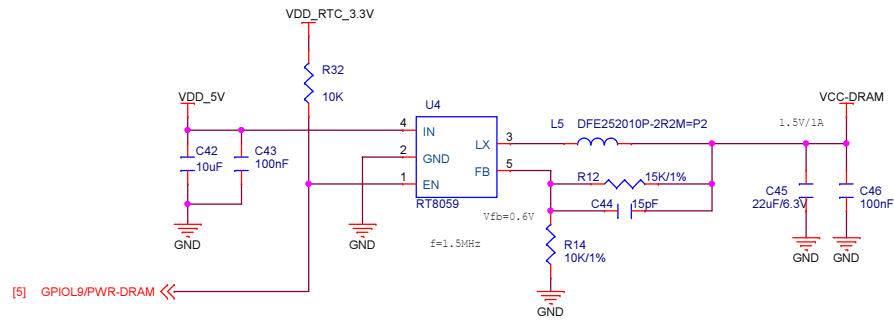 VDD_RTC_3.3V
R32
10K
VDD_5V
U4
L5 DFE252010P-2R2M=P2
VCC-DRAM
1.5V/1A
4 IN
LX 3
C42
10uF
C43
100nF
2 GND
FB 5
1 EN
RT8059
R12 15K/1%
C44 15pF
Vfb=0.6V
C45
22uF/6.3V
C46
100nF
f=1.5MHz
R14
10K/1%
GND
GND
GND
GND
GND
[5] GPIOL9/PWR-DRAM